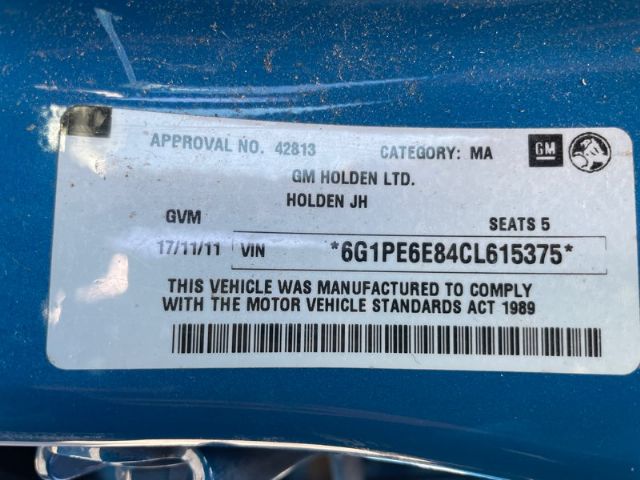 APPROVAL NO. 42813 CATEGORY: MA GM
GM HOLDEN LTD.
HOLDEN JH
GVM SEATS 5
17/11/11 VIN *6G1PE6E84CL615375*
THIS VEHICLE WAS MANUFACTURED TO COMPLY
WITH THE MOTOR VEHICLE STANDARDS ACT 1989